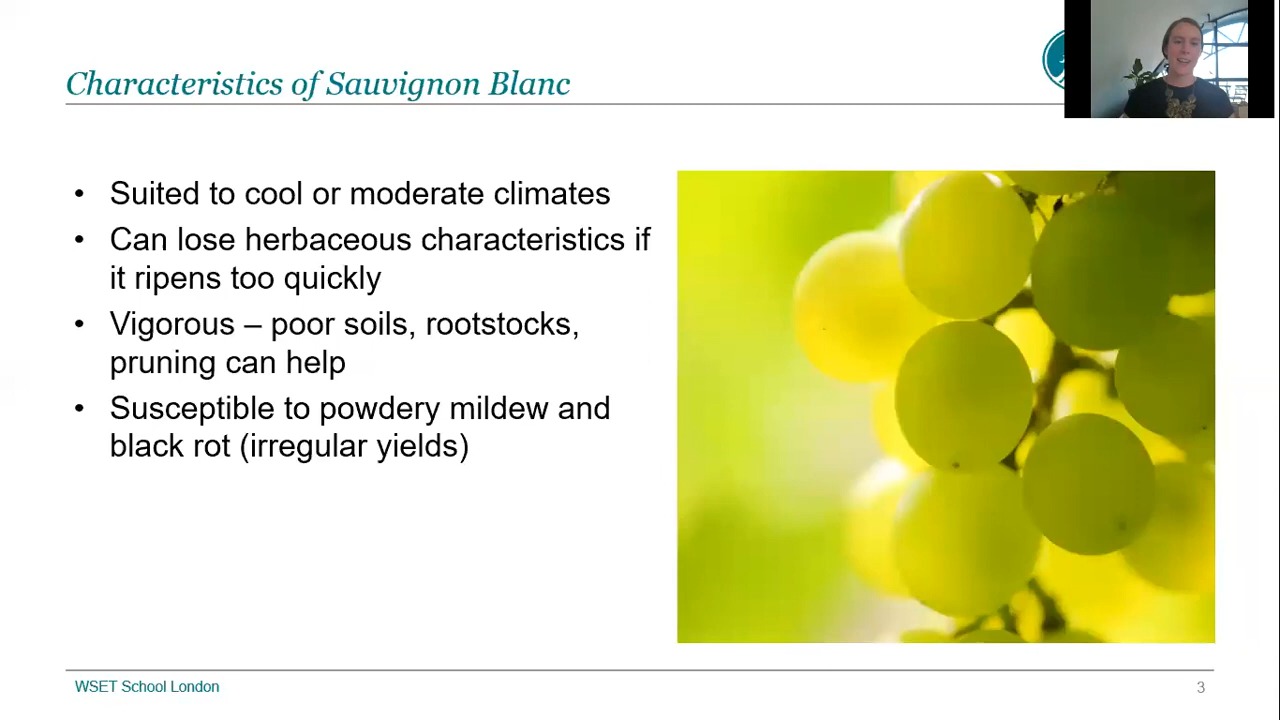 Characteristics of Sauvignon Blanc
• Suited to cool or moderate climates
• Can lose herbaceous characteristics if
it ripens too quickly
• Vigorous – poor soils, rootstocks,
pruning can help
• Susceptible to powdery mildew and
black rot (irregular yields)
WSET School London
3